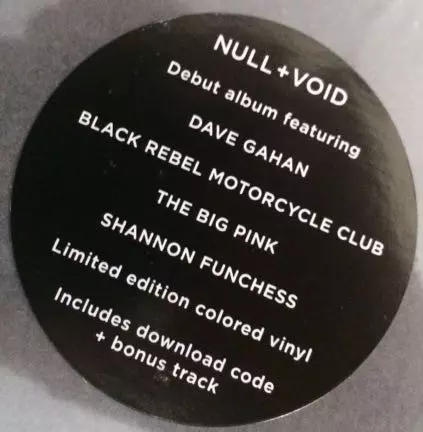 NULL + VOID
Debut album featuring
DAVE GAHAN
BLACK REBEL MOTORCYCLE CLUB
THE BIG PINK
SHANNON FUNCHESS
Limited edition colored vinyl
Includes download code
+ bonus track